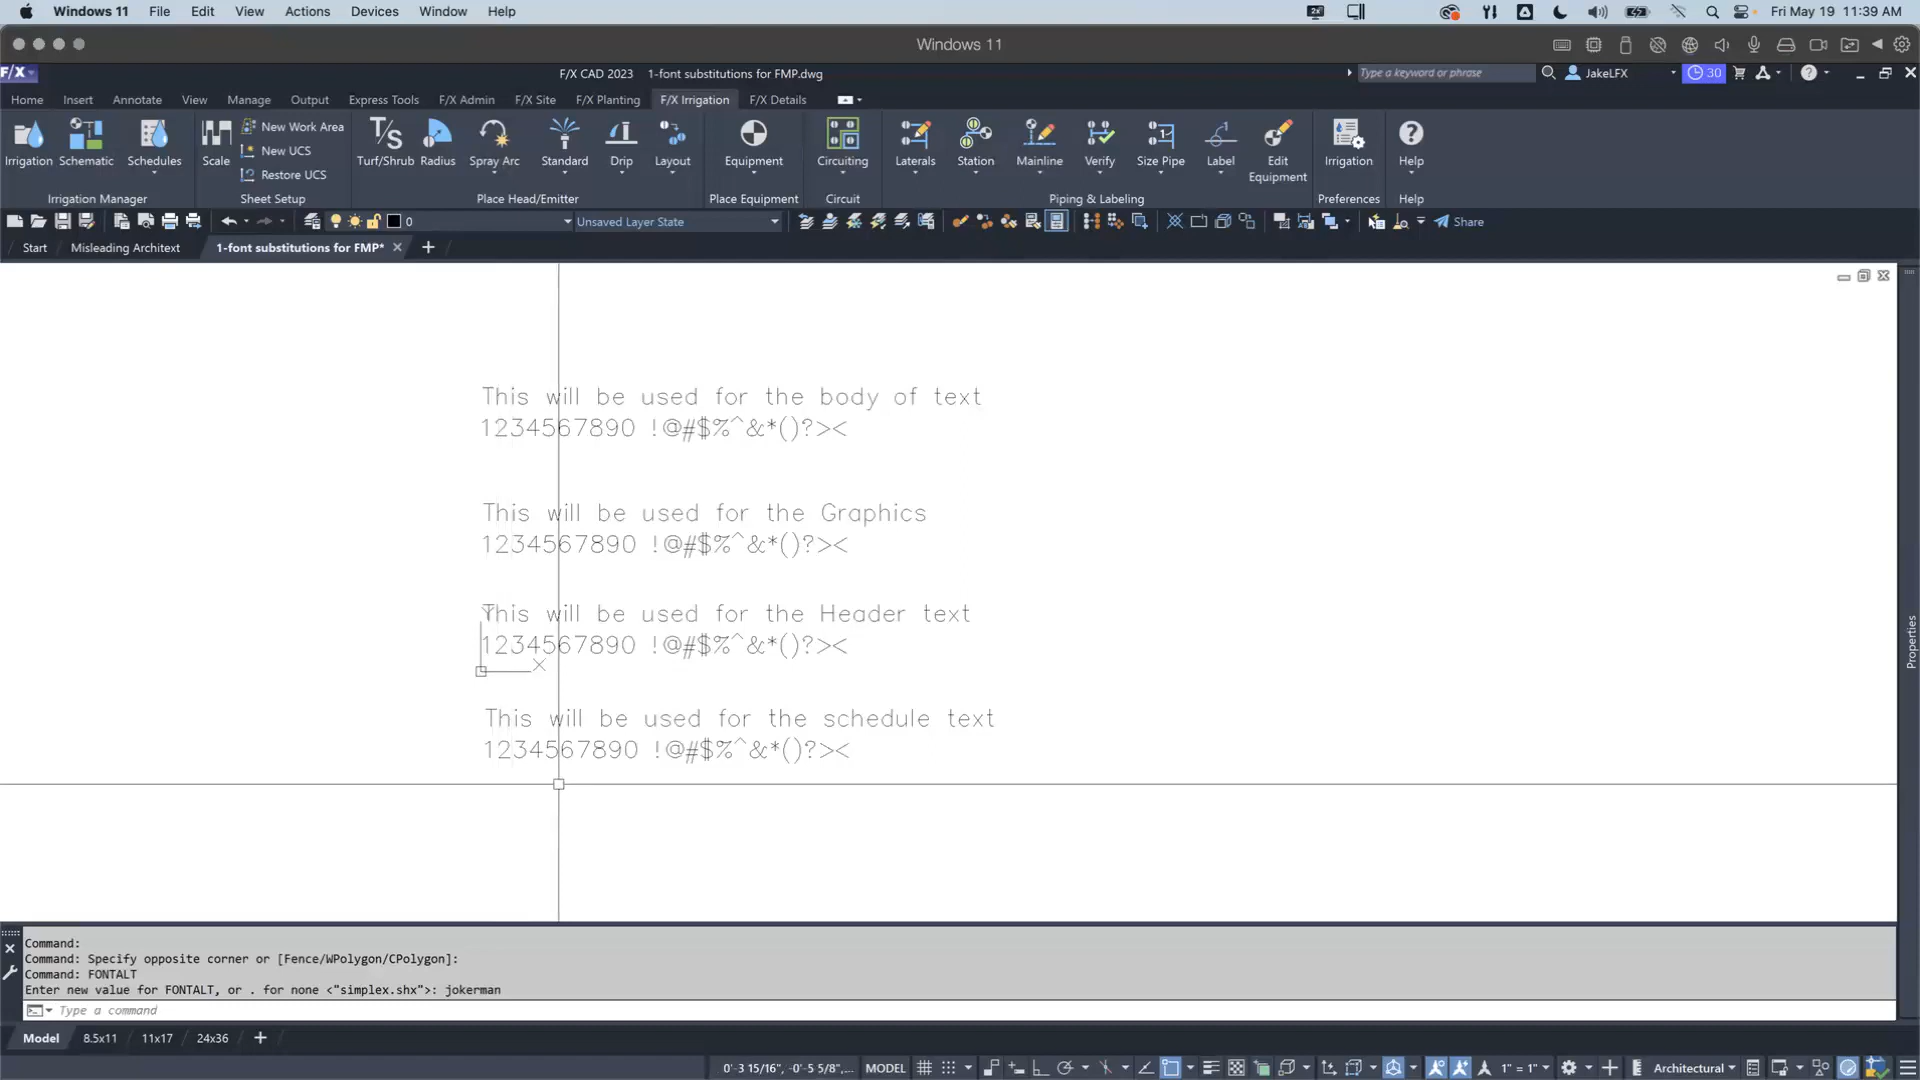 Windows 11 File Edit View Actions Devices Window Help Fri May 19 11:39 AM
Windows 11
F/X F/X CAD 2023 1-font substitutions for FMP.dwg Type a keyword or phrase JakeLFX 30
Home Insert Annotate View Manage Output Express Tools F/X Admin F/X Site F/X Planting F/X Irrigation F/X Details
New Work Area
New UCS
Irrigation Schematic Schedules Scale Turf/Shrub Radius Spray Arc Standard Drip Layout Equipment Circuiting Laterals Station Mainline Verify Size Pipe Label Edit Equipment Irrigation Help
Restore UCS
Irrigation Manager Sheet Setup Place Head/Emitter Place Equipment Circuit Piping & Labeling Preferences Help
0 Unsaved Layer State Share
Start Misleading Architext 1-font substitutions for FMP*
This will be used for the body of text
1234567890 !@#$%^&*()?><
This will be used for the Graphics
1234567890 !@#$%^&*()?><
This will be used for the Header text
1234567890 !@#$%^&*()?><
Y
X
This will be used for the schedule text
1234567890 !@#$%^&*()?><
Properties
Command:
Command: Specify opposite corner or [Fence/WPolygon/CPolygon]:
Command: FONTALT
Enter new value for FONTALT, or . for none <"simplex.shx">: jokerman
Type a command
Model 8.5x11 11x17 24x36
0'-3 15/16", -0'-5 5/8",... MODEL 1" = 1" Architectural